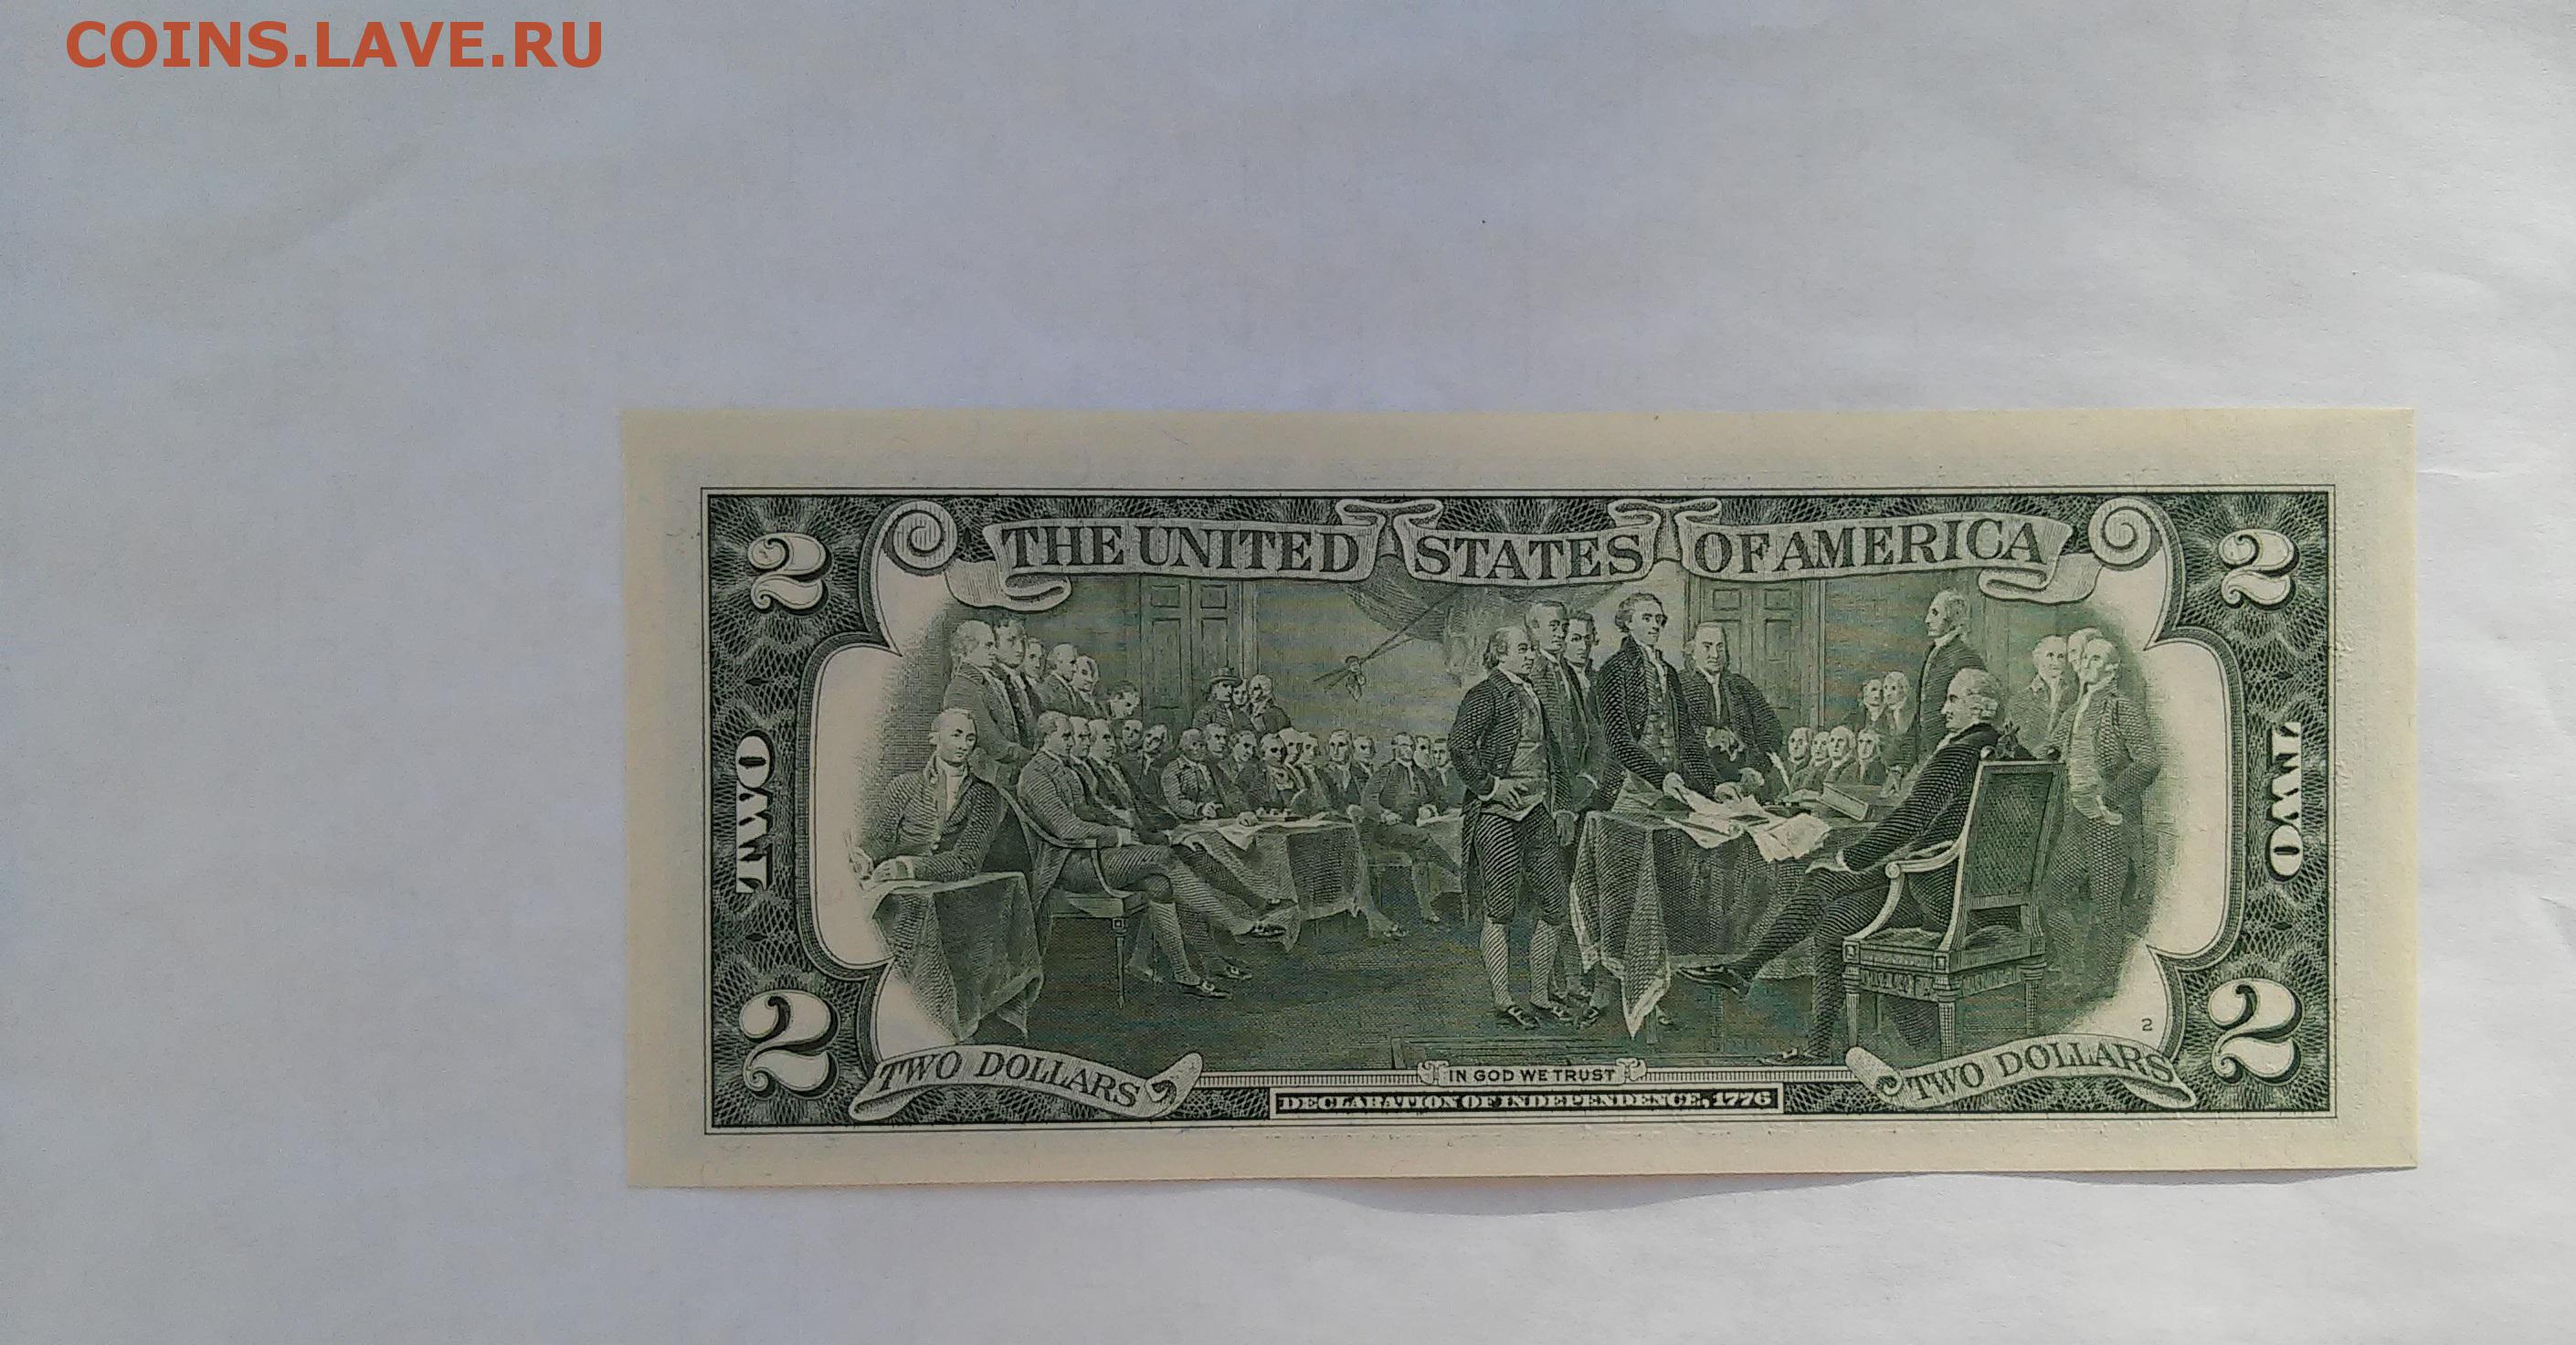 COINS.LAVE.RU
THE UNITED STATES OF AMERICA
2 2
TWO TWO
2 2
2
TWO DOLLARS TWO DOLLARS
IN GOD WE TRUST
DECLARATION OF INDEPENDENCE, 1776